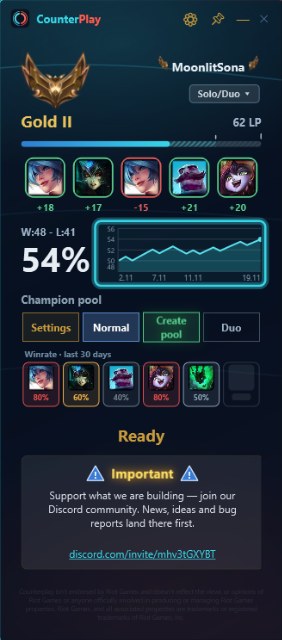 CounterPlay
MoonlitSona
Solo/Duo
Gold II
62 LP
+18 +17 -15 +21 +20
W:48 - L:41
54%
56
54
52
50
48
2.11 7.11 11.11 19.11
Champion pool
Settings Normal Create pool Duo
Winrate • last 30 days
80% 60% 40% 80% 50%
Ready
Important
Support what we are building — join our
Discord community. News, ideas and bug
reports land there first.
discord.com/invite/mhv3tGXYBT